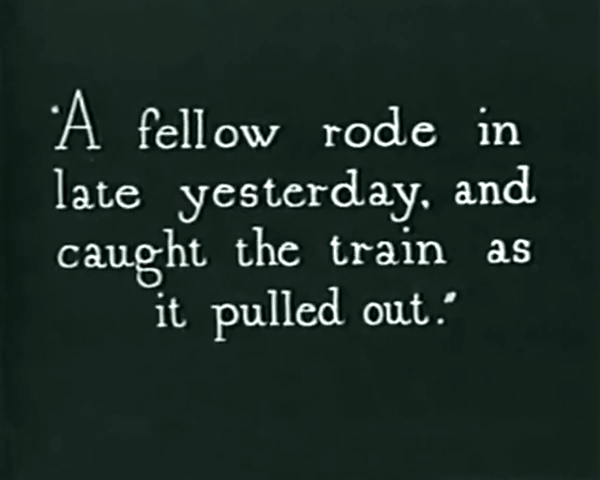 "A fellow rode in
late yesterday, and
caught the train as
it pulled out."